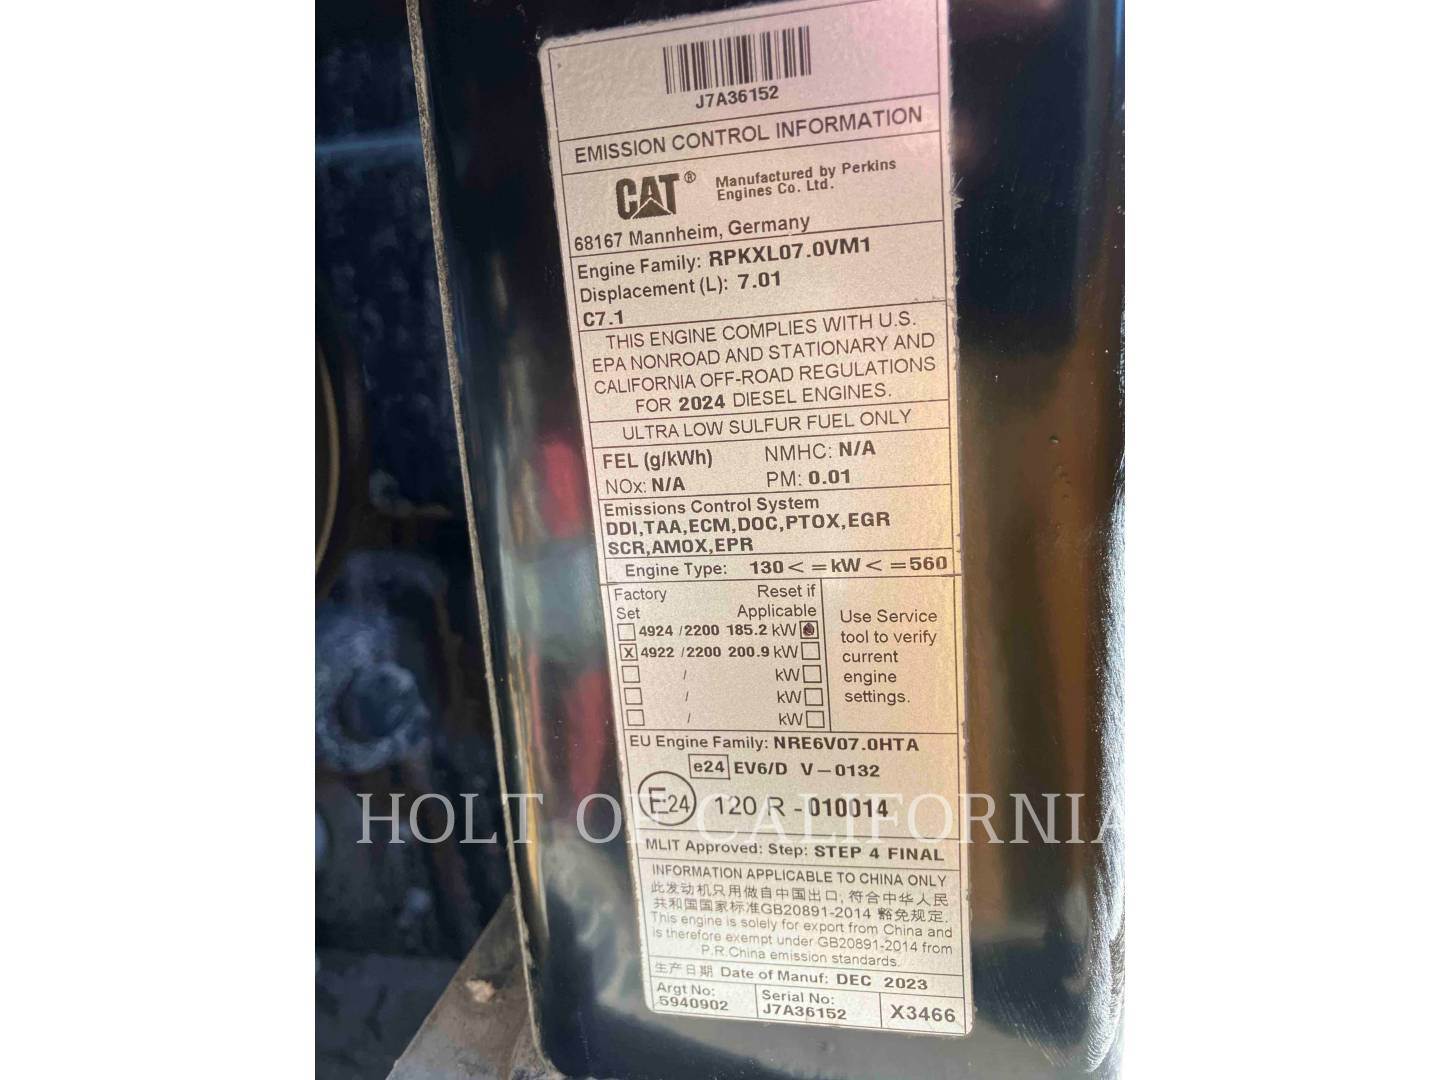 J7A36152
EMISSION CONTROL INFORMATION
CAT® Manufactured by Perkins
Engines Co. Ltd.
68167 Mannheim, Germany
Engine Family: RPKXL07.0VM1
Displacement (L): 7.01
C7.1
THIS ENGINE COMPLIES WITH U.S.
EPA NONROAD AND STATIONARY AND
CALIFORNIA OFF-ROAD REGULATIONS
FOR 2024 DIESEL ENGINES.
ULTRA LOW SULFUR FUEL ONLY
FEL (g/kWh) NMHC: N/A
NOx: N/A PM: 0.01
Emissions Control System
DDI,TAA,ECM,DOC,PTOX,EGR
SCR,AMOX,EPR
Engine Type: 130 < = kW < = 560
Factory Reset if
Set Applicable
4924 /2200 185.2 kW
X 4922 /2200 200.9 kW
/ kW
/ kW
/ kW
Use Service
tool to verify
current
engine
settings.
EU Engine Family: NRE6V07.0HTA
e24 EV6/D V-0132
E24 120 R - 010014
HOLT OF CALIFORNIA
MLIT Approved: Step: STEP 4 FINAL
INFORMATION APPLICABLE TO CHINA ONLY
此发动机只用做自中国出口, 符合中华人民
共和国国家标准GB20891-2014 豁免规定.
This engine is solely for export from China and
is therefore exempt under GB20891-2014 from
P.R.China emission standards.
生产日期 Date of Manuf: DEC 2023
Argt No:
5940902
Serial No:
J7A36152
X3466